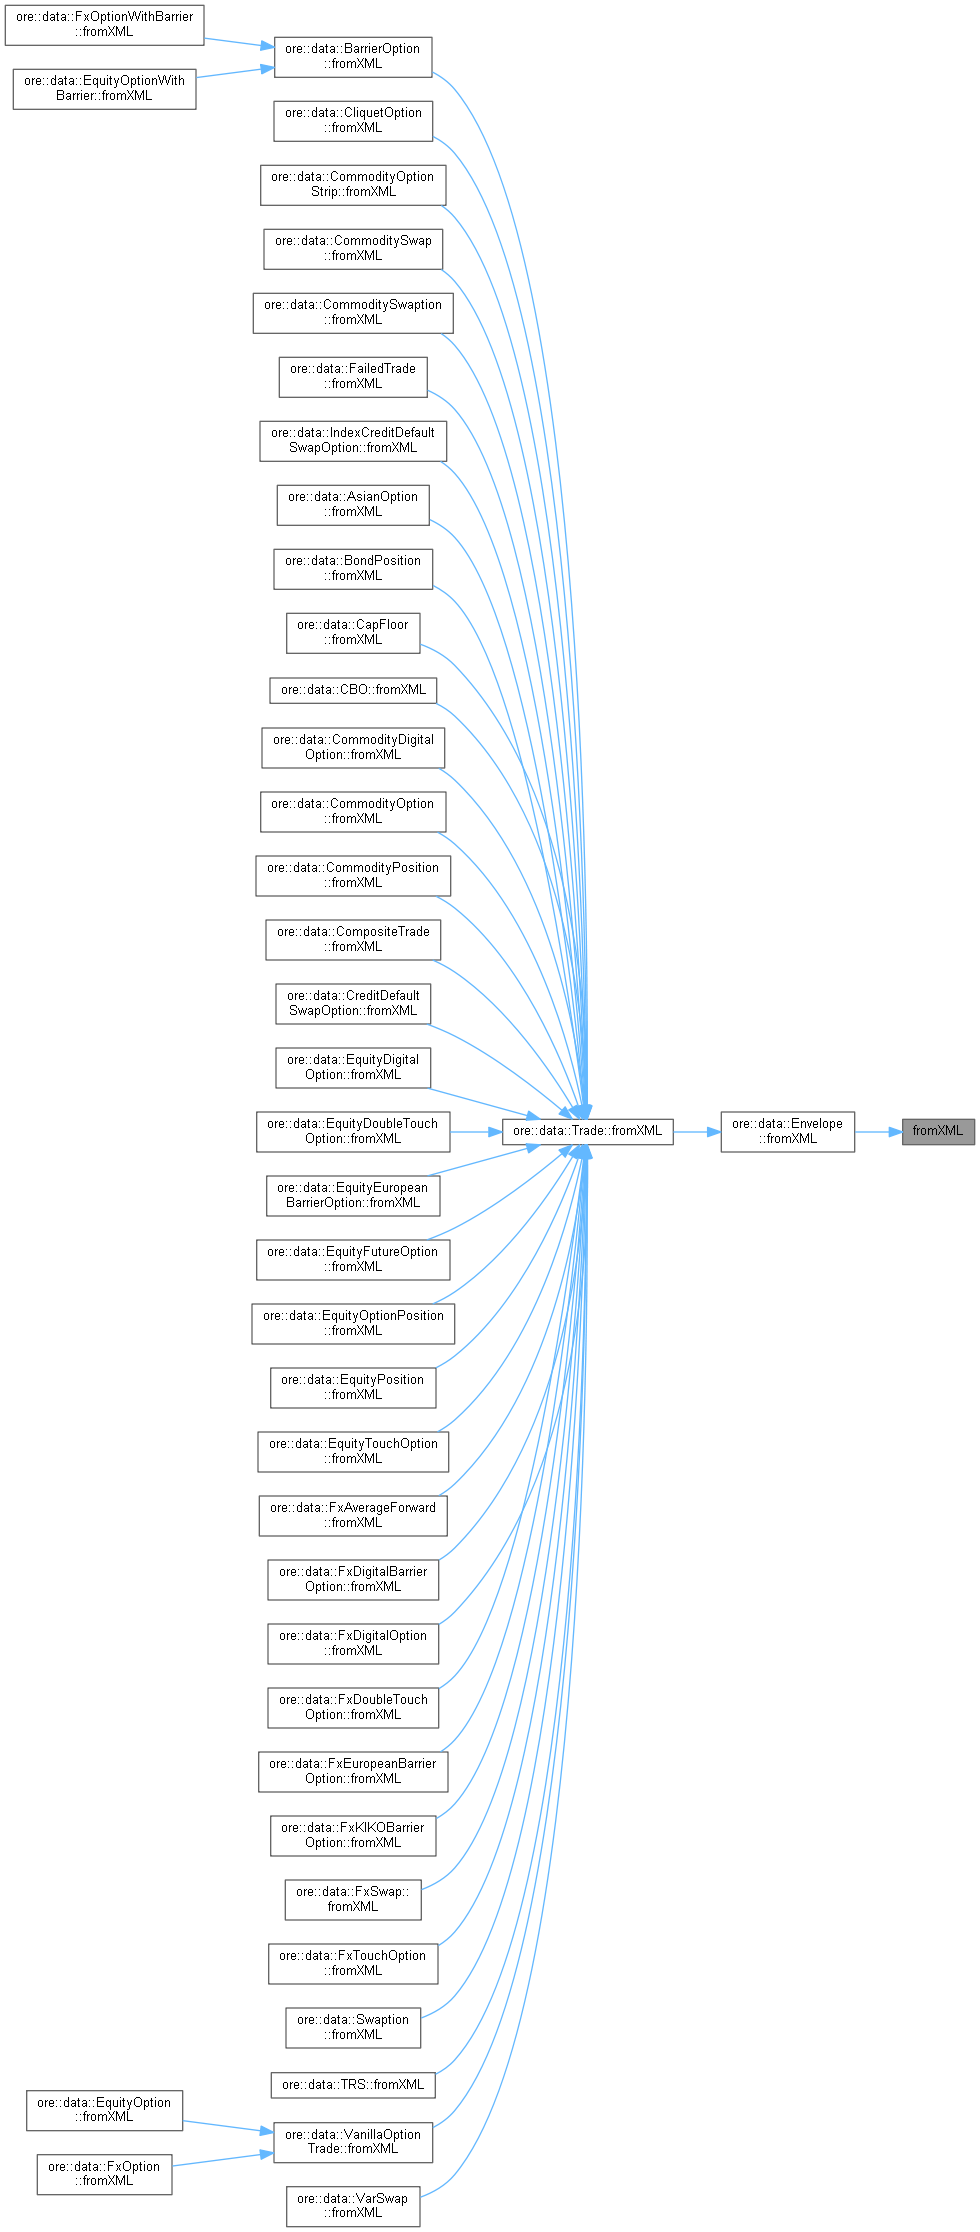 ore::data::FxOptionWithBarrier
::fromXML
ore::data::EquityOptionWith
Barrier::fromXML
ore::data::BarrierOption
::fromXML
ore::data::CliquetOption
::fromXML
ore::data::CommodityOption
Strip::fromXML
ore::data::CommoditySwap
::fromXML
ore::data::CommoditySwaption
::fromXML
ore::data::FailedTrade
::fromXML
ore::data::IndexCreditDefault
SwapOption::fromXML
ore::data::AsianOption
::fromXML
ore::data::BondPosition
::fromXML
ore::data::CapFloor
::fromXML
ore::data::CBO::fromXML
ore::data::CommodityDigital
Option::fromXML
ore::data::CommodityOption
::fromXML
ore::data::CommodityPosition
::fromXML
ore::data::CompositeTrade
::fromXML
ore::data::CreditDefault
SwapOption::fromXML
ore::data::EquityDigital
Option::fromXML
ore::data::EquityDoubleTouch
Option::fromXML
ore::data::Trade::fromXML
ore::data::Envelope
::fromXML
fromXML
ore::data::EquityEuropean
BarrierOption::fromXML
ore::data::EquityFutureOption
::fromXML
ore::data::EquityOptionPosition
::fromXML
ore::data::EquityPosition
::fromXML
ore::data::EquityTouchOption
::fromXML
ore::data::FxAverageForward
::fromXML
ore::data::FxDigitalBarrier
Option::fromXML
ore::data::FxDigitalOption
::fromXML
ore::data::FxDoubleTouch
Option::fromXML
ore::data::FxEuropeanBarrier
Option::fromXML
ore::data::FxKIKOBarrier
Option::fromXML
ore::data::FxSwap::
fromXML
ore::data::FxTouchOption
::fromXML
ore::data::Swaption
::fromXML
ore::data::TRS::fromXML
ore::data::EquityOption
::fromXML
ore::data::VanillaOption
Trade::fromXML
ore::data::FxOption
::fromXML
ore::data::VarSwap
::fromXML